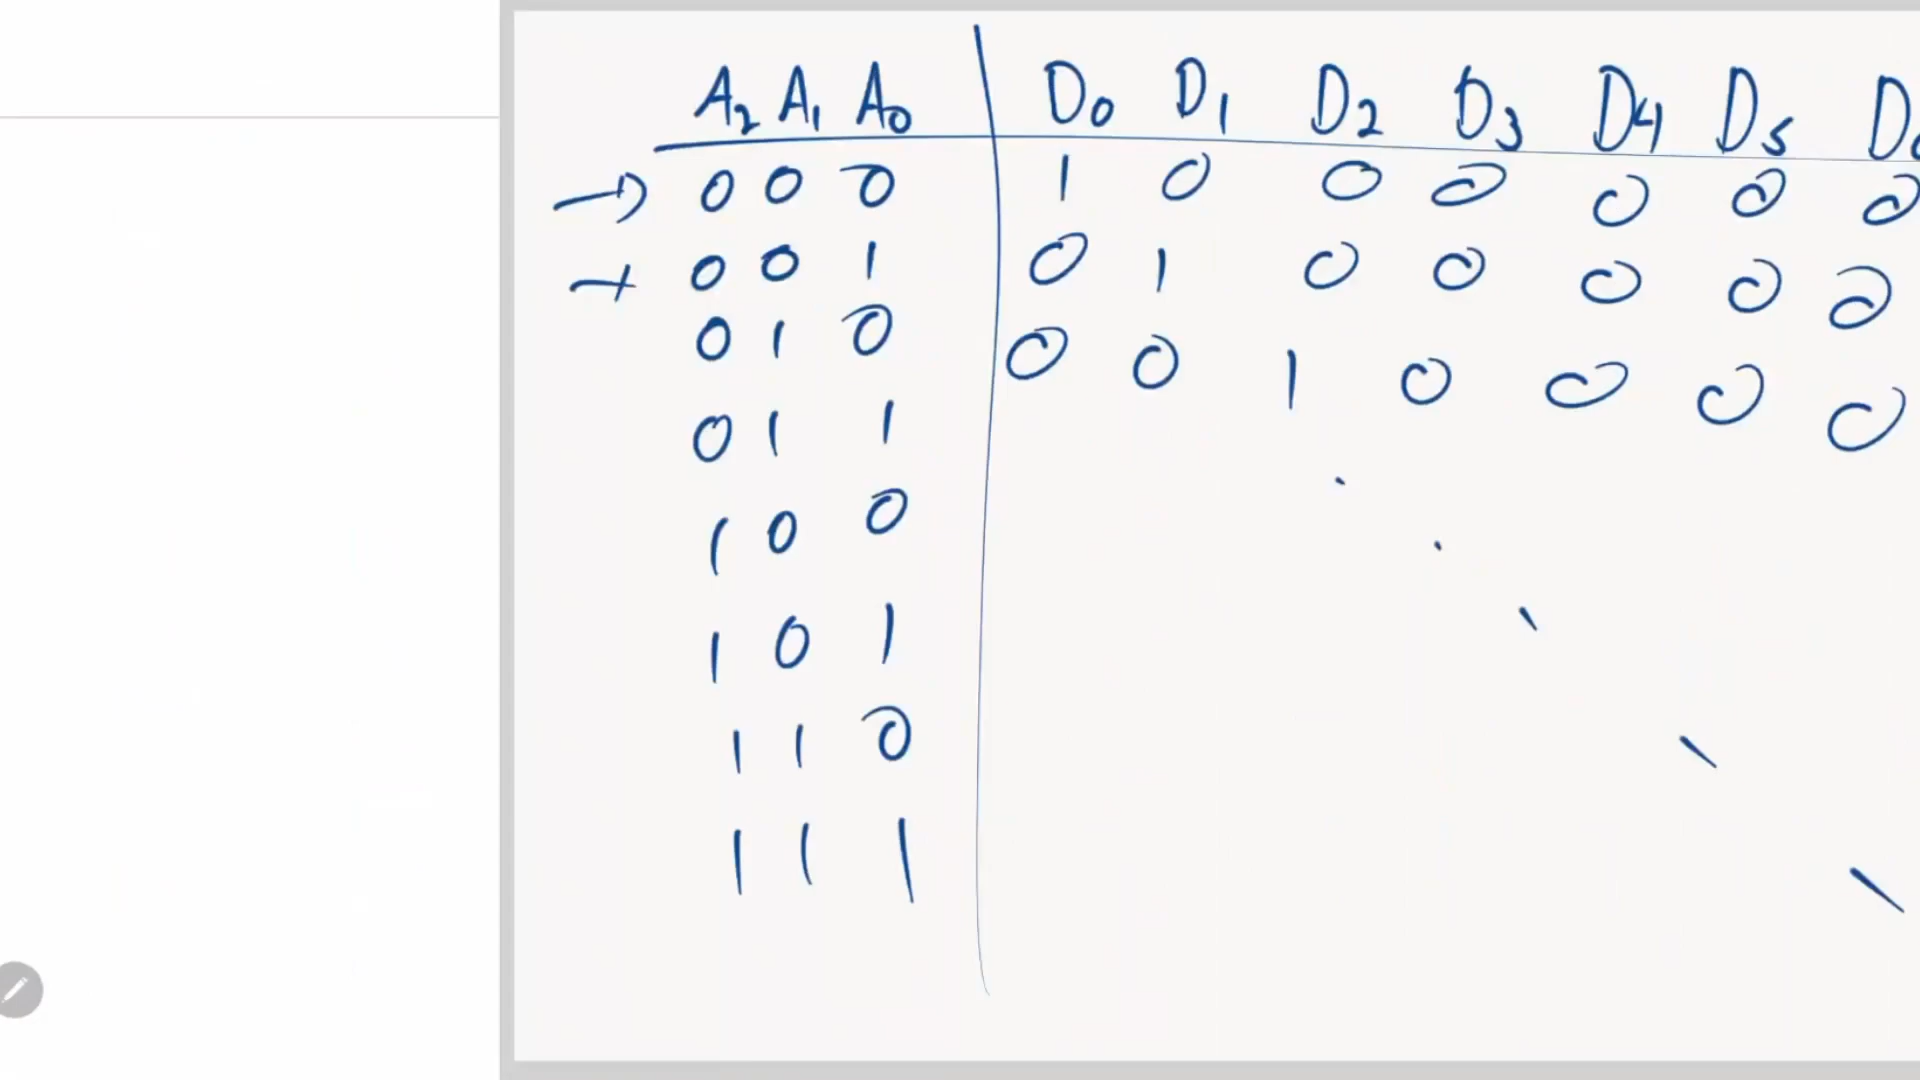 A2 A1 A0 D0 D1 D2 D3 D4 D5
→ 0 0 0 1 0 0 0 0 0 0
→ 0 0 1 0 1 0 0 0 0 0
0 1 0 0 0 1 0 0 0 0
0 1 1
1 0 0
1 0 1
1 1 0
1 1 1